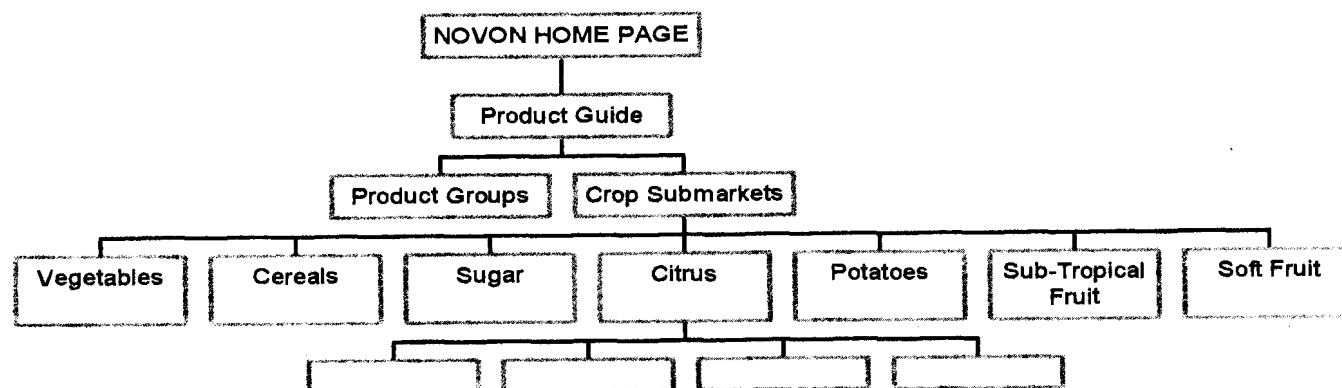 NOVON HOME PAGE
Product Guide
Product Groups
Crop Submarkets
Vegetables
Cereals
Sugar
Citrus
Potatoes
Sub-Tropical
Fruit
Soft Fruit